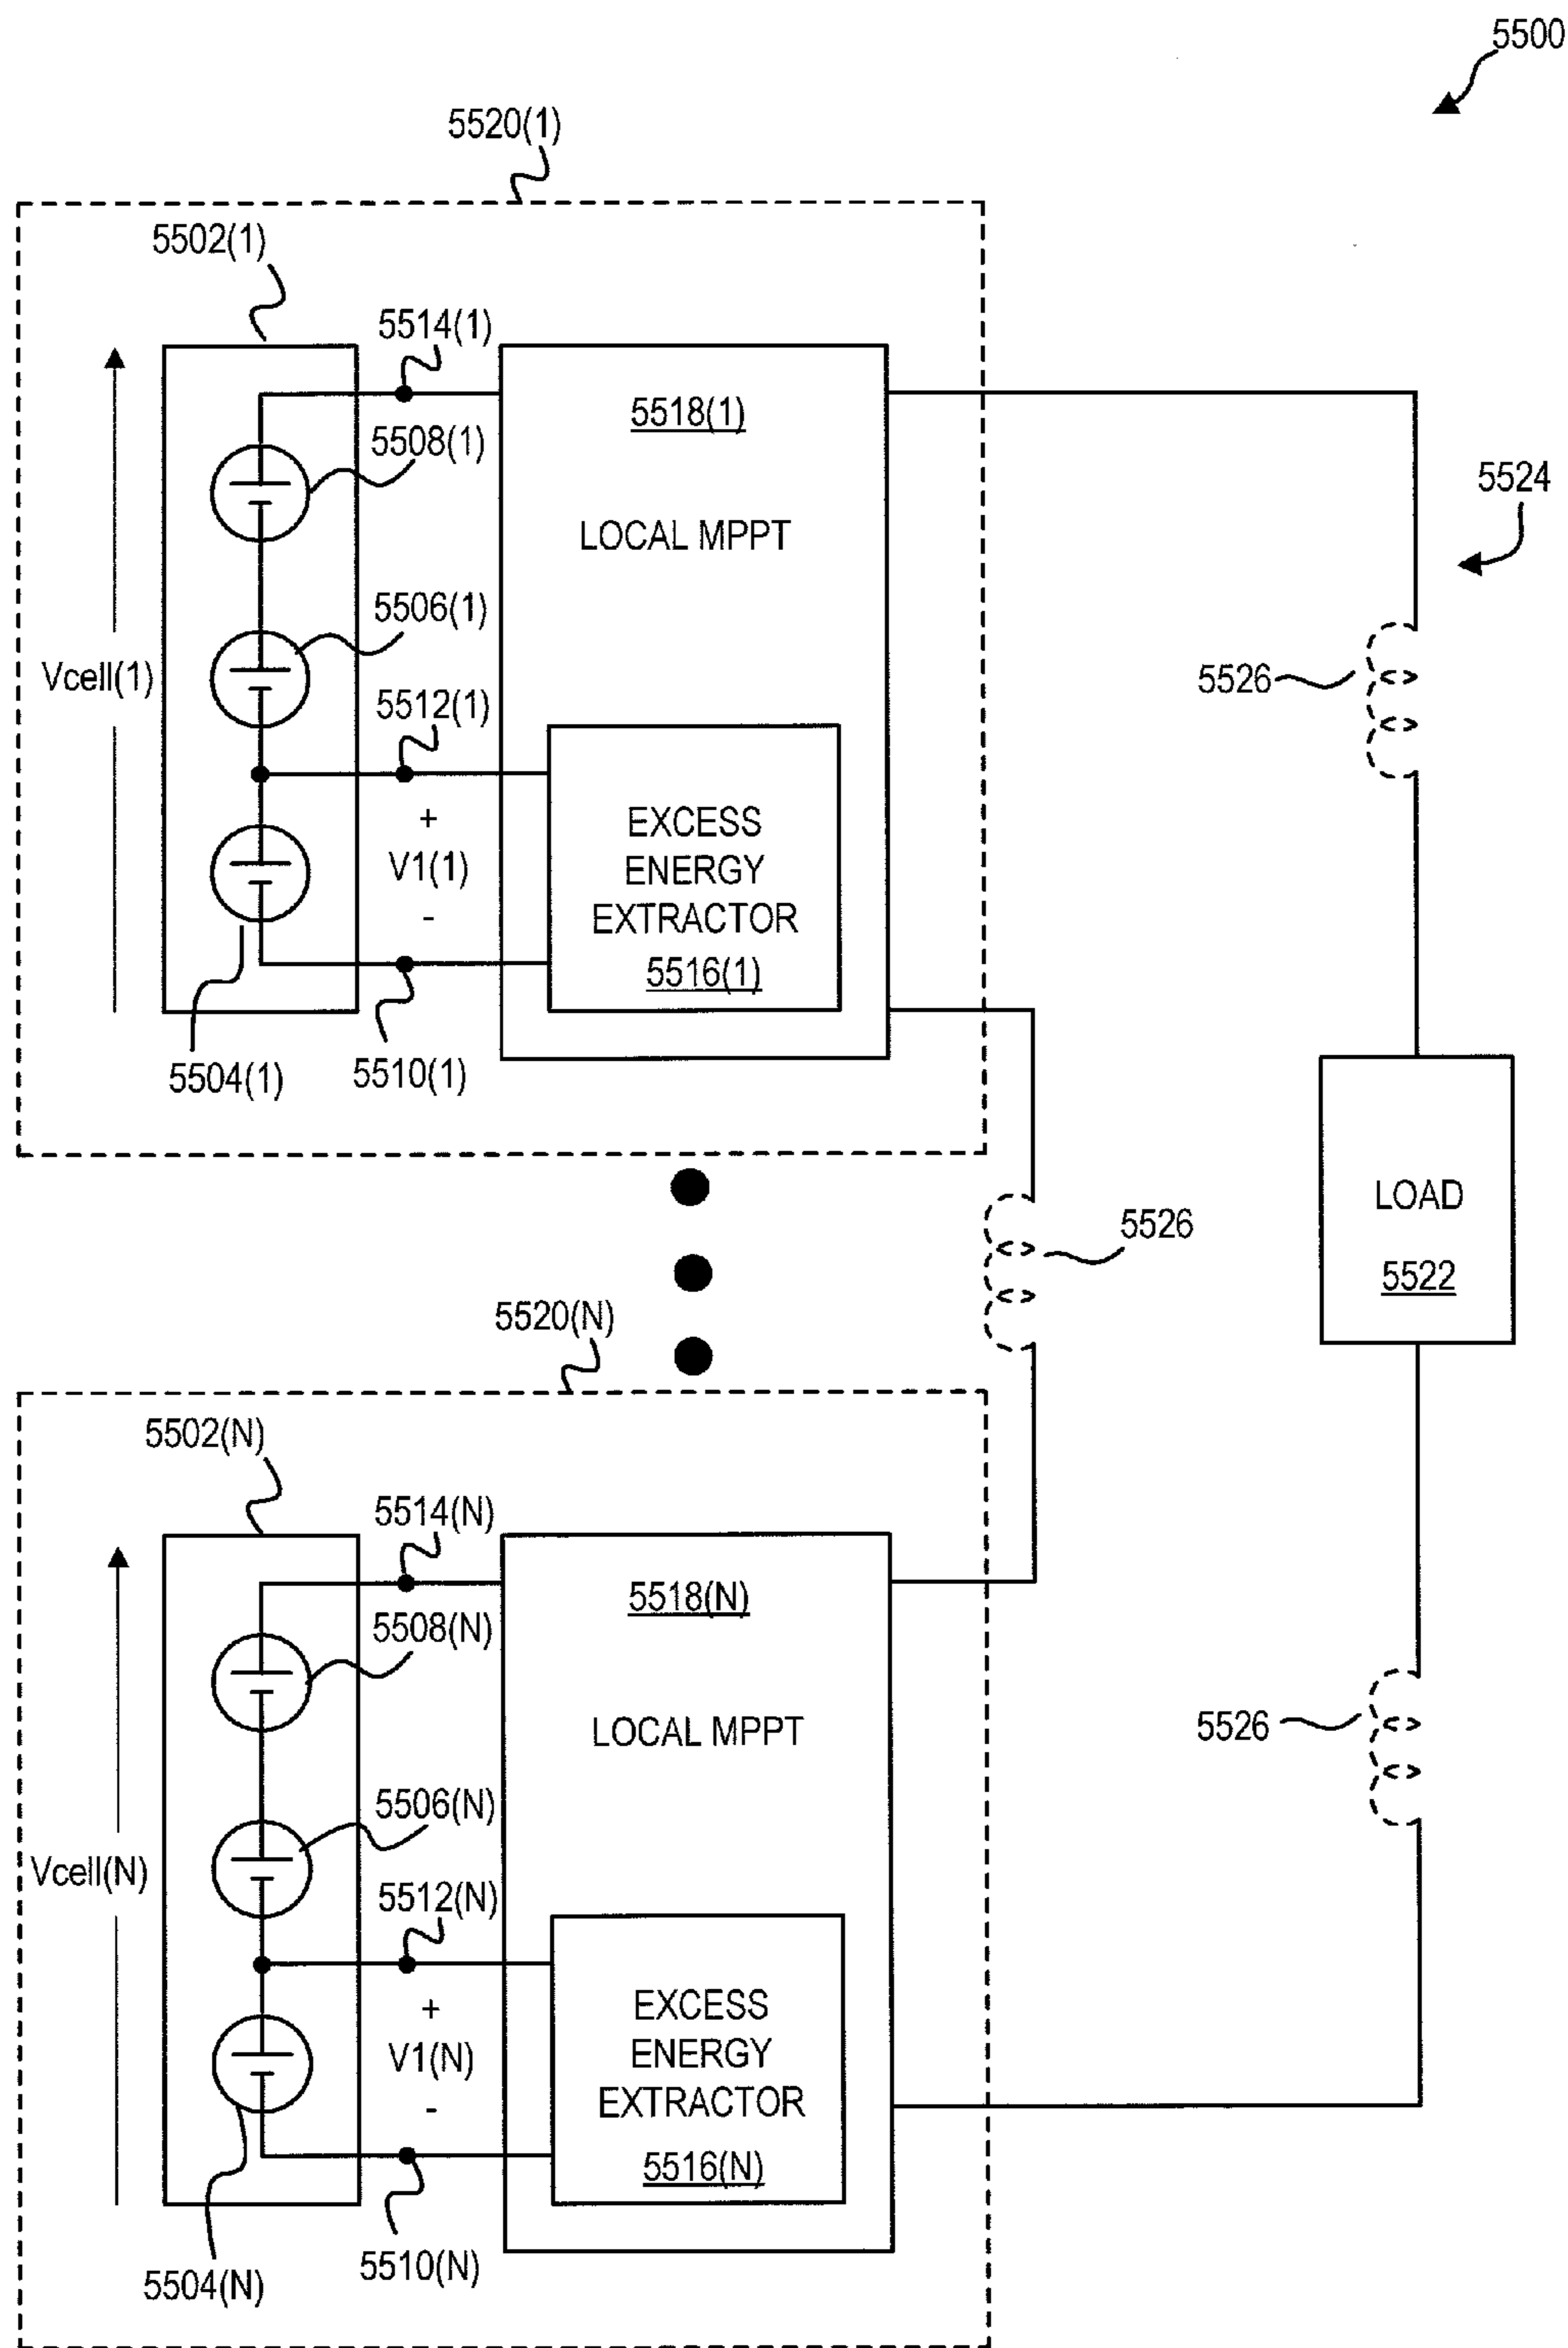 5500
5520(1)
5502(1)
5514(1)
5518(1)
5508(1)
5524
LOCAL MPPT
5506(1)
Vcell(1)
5526
5512(1)
+
V1(1)
-
EXCESS
ENERGY
EXTRACTOR
5516(1)
5504(1)
5510(1)
LOAD
5522
5526
5520(N)
5502(N)
5514(N)
5518(N)
5508(N)
5526
LOCAL MPPT
5506(N)
Vcell(N)
5512(N)
+
V1(N)
-
EXCESS
ENERGY
EXTRACTOR
5516(N)
5504(N)
5510(N)